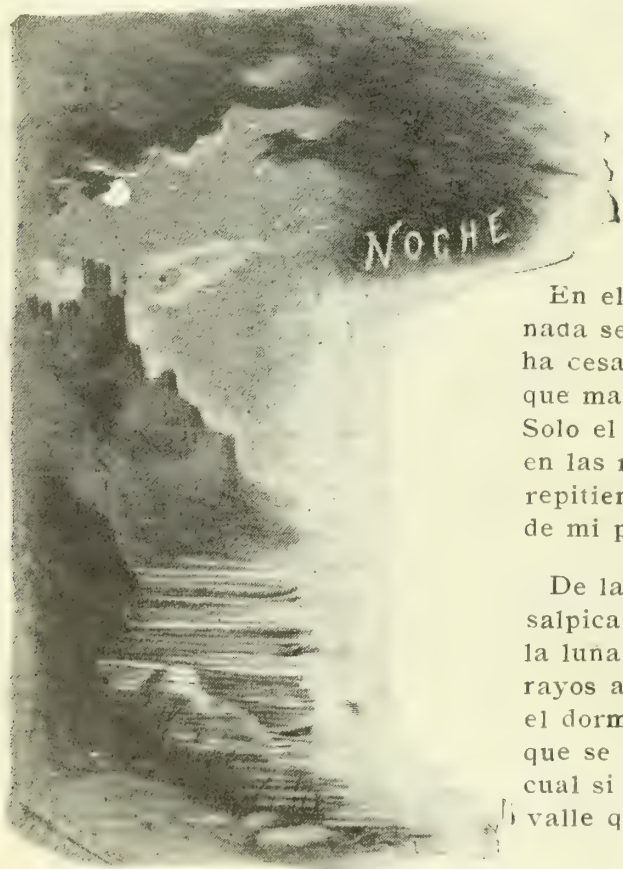 NOCHE
En el
nada se
ha cesa
que ma
Solo el
en las
repitier
de mi p
De la
salpica
la luna
rayos a
el dorm
que se
cual si
valle q